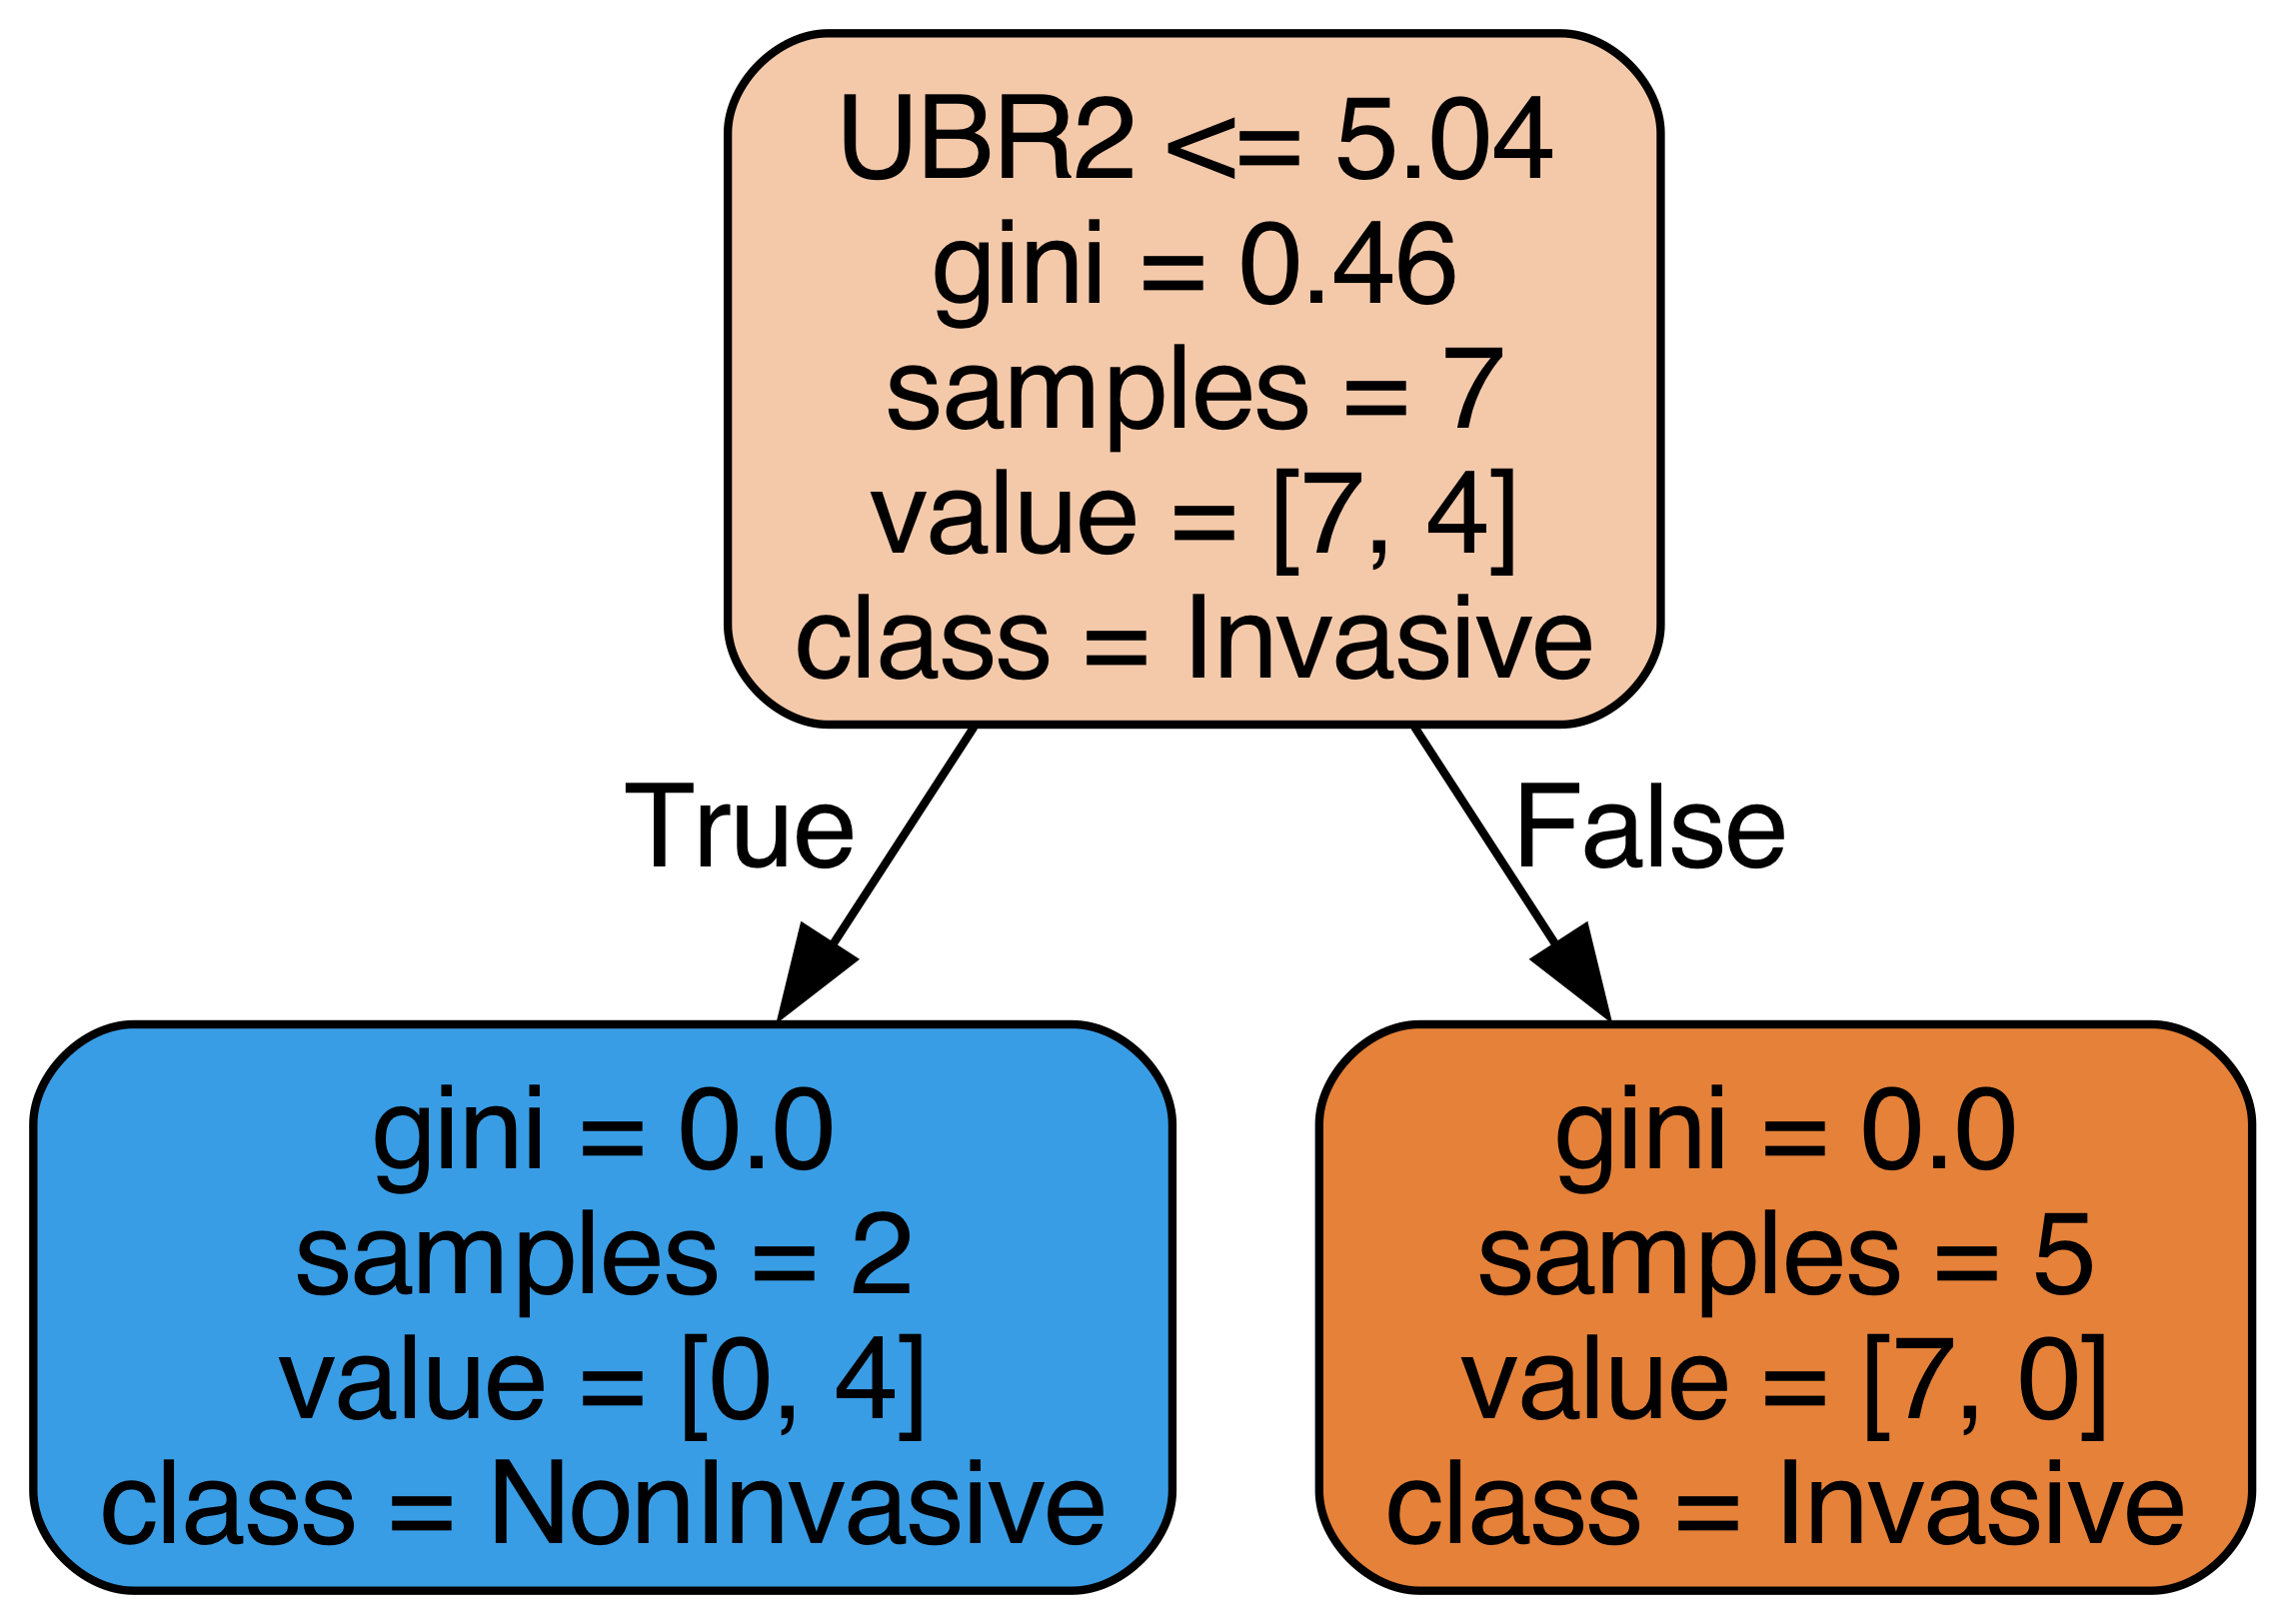 UBR2 <= 5.04
gini = 0.46
samples = 7
value = [7, 4]
class = Invasive
True
False
gini = 0.0
samples = 2
value = [0, 4]
class = NonInvasive
gini = 0.0
samples = 5
value = [7, 0]
class = Invasive